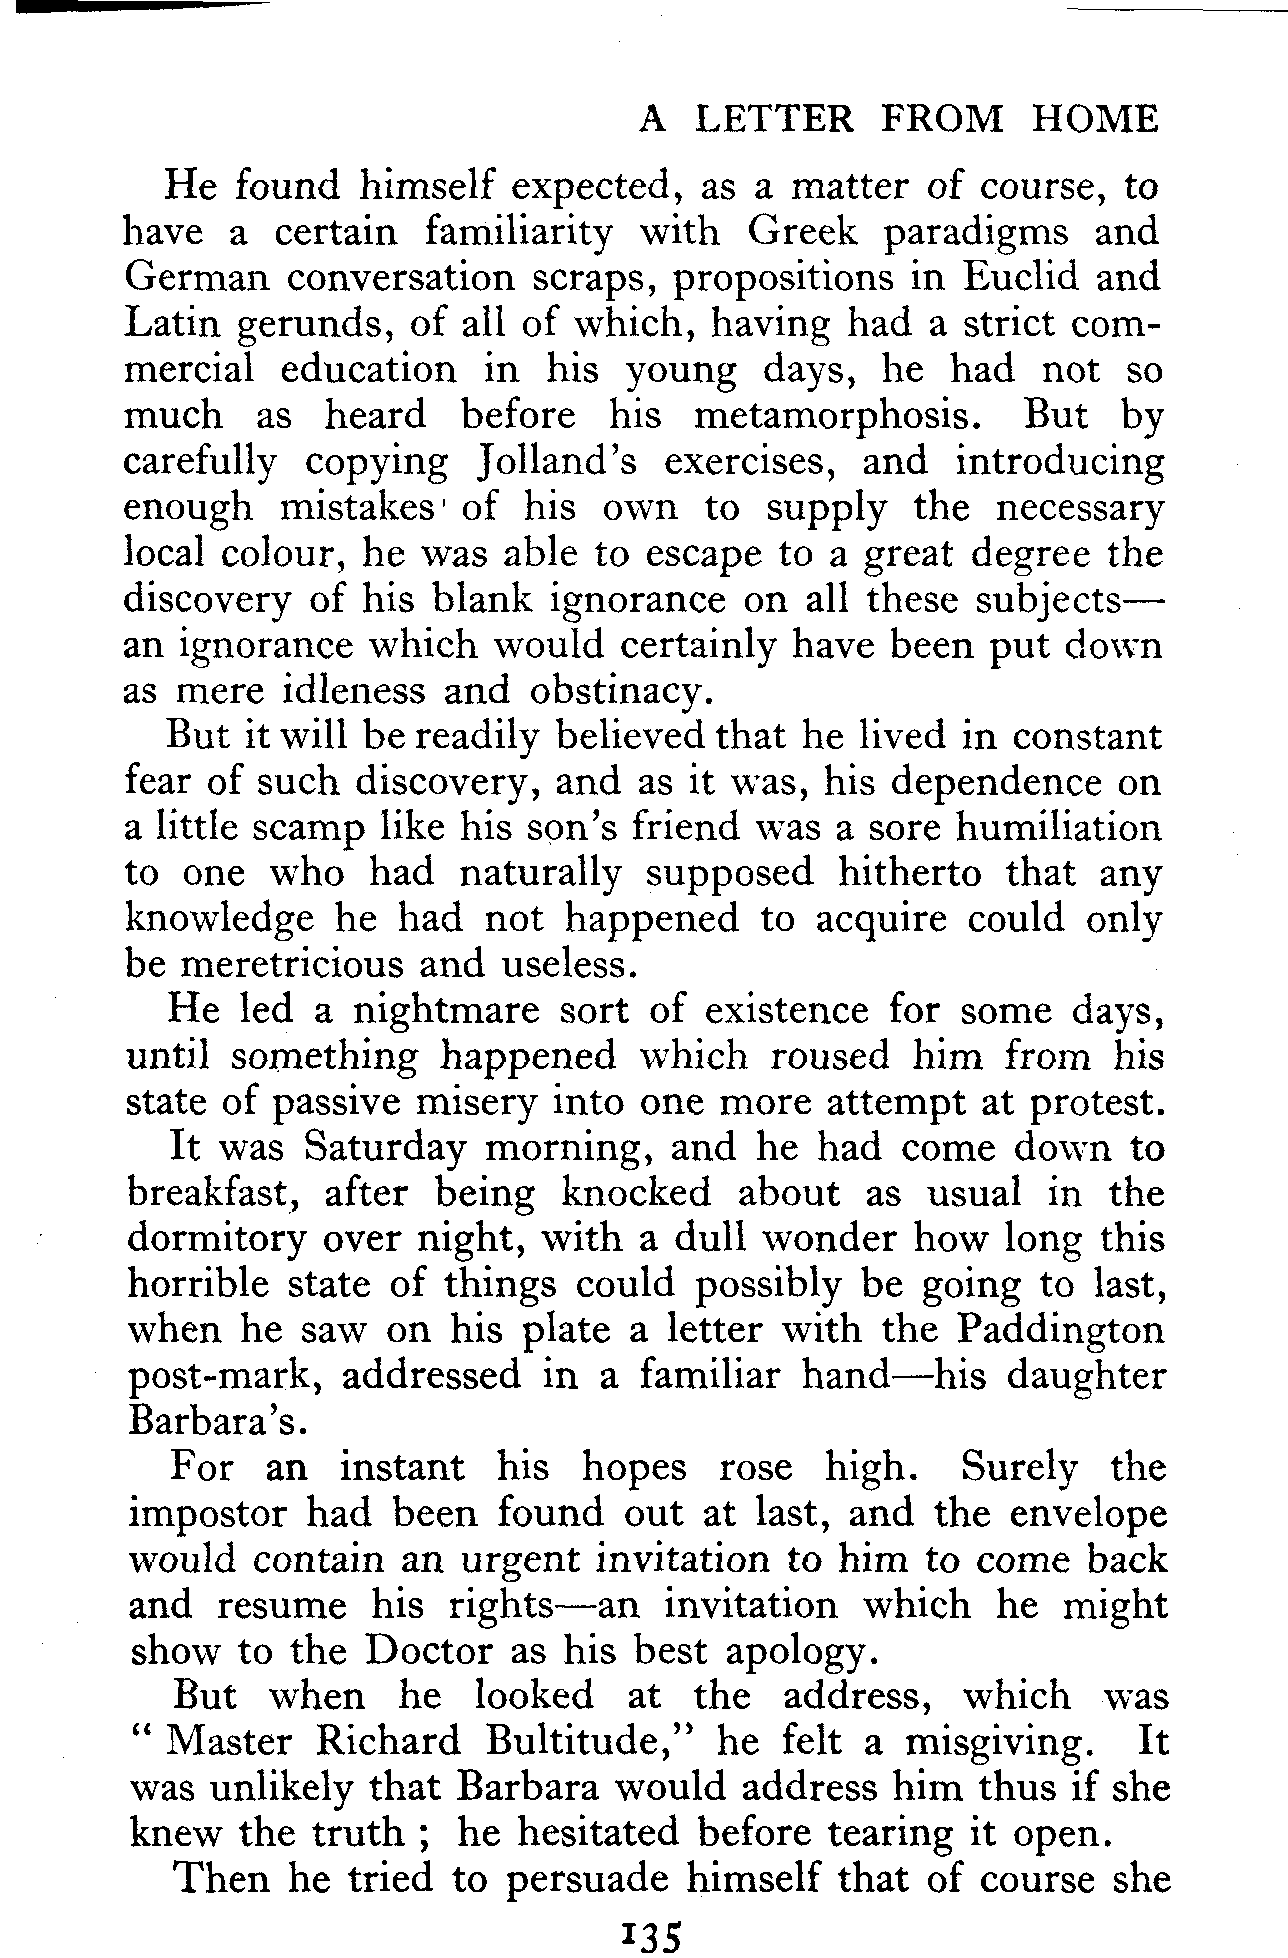 A LETTER FROM HOME
He found himself expected, as a matter of course, to
have a certain familiarity with Greek paradigms and
German conversation scraps, propositions in Euclid and
Latin gerunds, of all of which, having had a strict com-
mercial education in his young days, he had not so
much as heard before his metamorphosis. But by
carefully copying Jolland's exercises, and introducing
enough mistakes of his own to supply the necessary
local colour, he was able to escape to a great degree the
discovery of his blank ignorance on all these subjects—
an ignorance which would certainly have been put down
as mere idleness and obstinacy.
But it will be readily believed that he lived in constant
fear of such discovery, and as it was, his dependence on
a little scamp like his son's friend was a sore humiliation
to one who had naturally supposed hitherto that any
knowledge he had not happened to acquire could only
be meretricious and useless.
He led a nightmare sort of existence for some days,
until something happened which roused him from his
state of passive misery into one more attempt at protest.
It was Saturday morning, and he had come down to
breakfast, after being knocked about as usual in the
dormitory over night, with a dull wonder how long this
horrible state of things could possibly be going to last,
when he saw on his plate a letter with the Paddington
post-mark, addressed in a familiar hand—his daughter
Barbara's.
For an instant his hopes rose high. Surely the
impostor had been found out at last, and the envelope
would contain an urgent invitation to him to come back
and resume his rights—an invitation which he might
show to the Doctor as his best apology.
But when he looked at the address, which was
“ Master Richard Bultitude,” he felt a misgiving. It
was unlikely that Barbara would address him thus if she
knew the truth ; he hesitated before tearing it open.
Then he tried to persuade himself that of course she
135